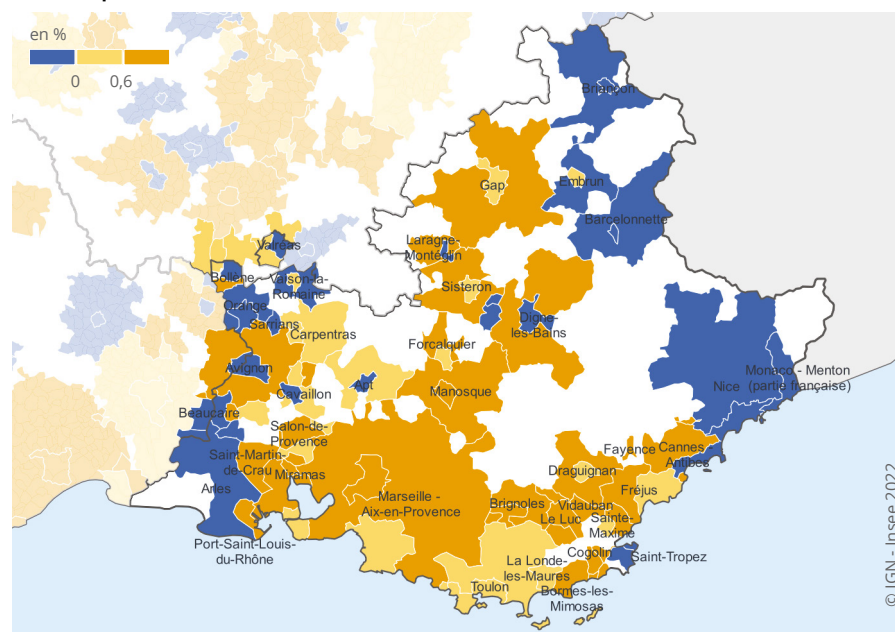 en %
0
0,6
Briançon
Gap
Embrun
Barcelonnette
Laragne-
Montéglin
Valréas
Bollène
Vaison-la-
Romaine
Sisteron
Orange
Sarrians
Digne-
les-Bains
Carpentras
Forcalquier
Avignon
Apt
Monaco - Menton
(partie française)
Nice
Manosque
Cavaillon
Beaucaire
Salon-de-
Provence
Fayence
Cannes -
Antibes
Saint-Martin-
de-Crau
Miramas
Draguignan
Arles
Fréjus
Marseille -
Aix-en-Provence
Brignoles
Vidauban
Le Luc
Sainte-
Maxime
Port-Saint-Louis-
du-Rhône
Cogolin
Saint-Tropez
La Londe-
les-Maures
Toulon
Bormes-les-
Mimosas
© IGN - Insee 2022